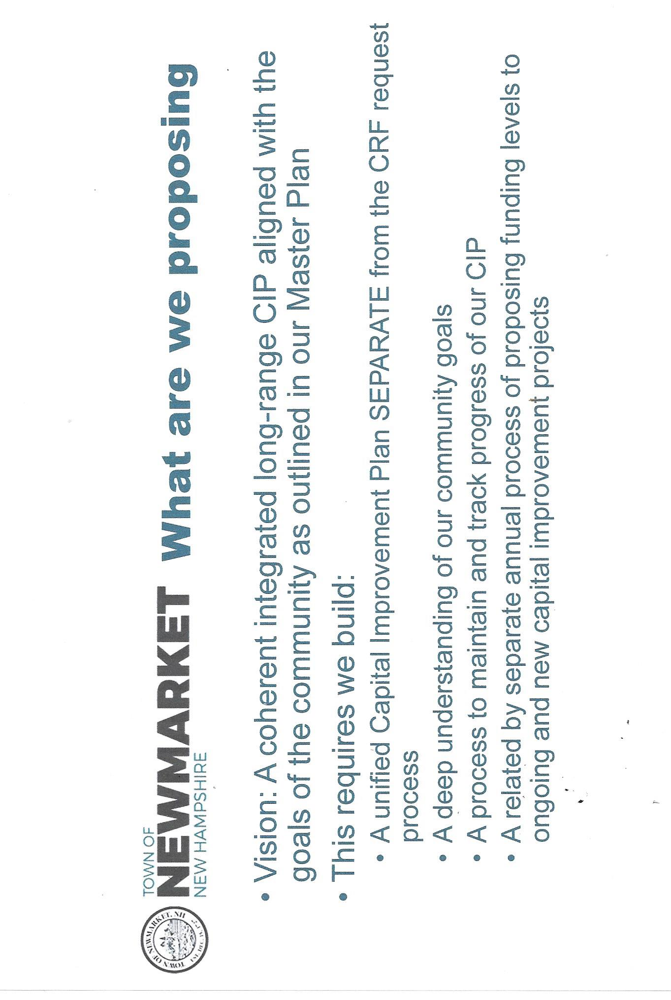 TOWN OF NEWMARKET, NH
TOWN OF
NEWMARKET What are we proposing
NEW HAMPSHIRE
• Vision: A coherent integrated long-range CIP aligned with the
goals of the community as outlined in our Master Plan
• This requires we build:
• A unified Capital Improvement Plan SEPARATE from the CRF request
process
• A deep understanding of our community goals
• A process to maintain and track progress of our CIP
• A related by separate annual process of proposing funding levels to
ongoing and new capital improvement projects